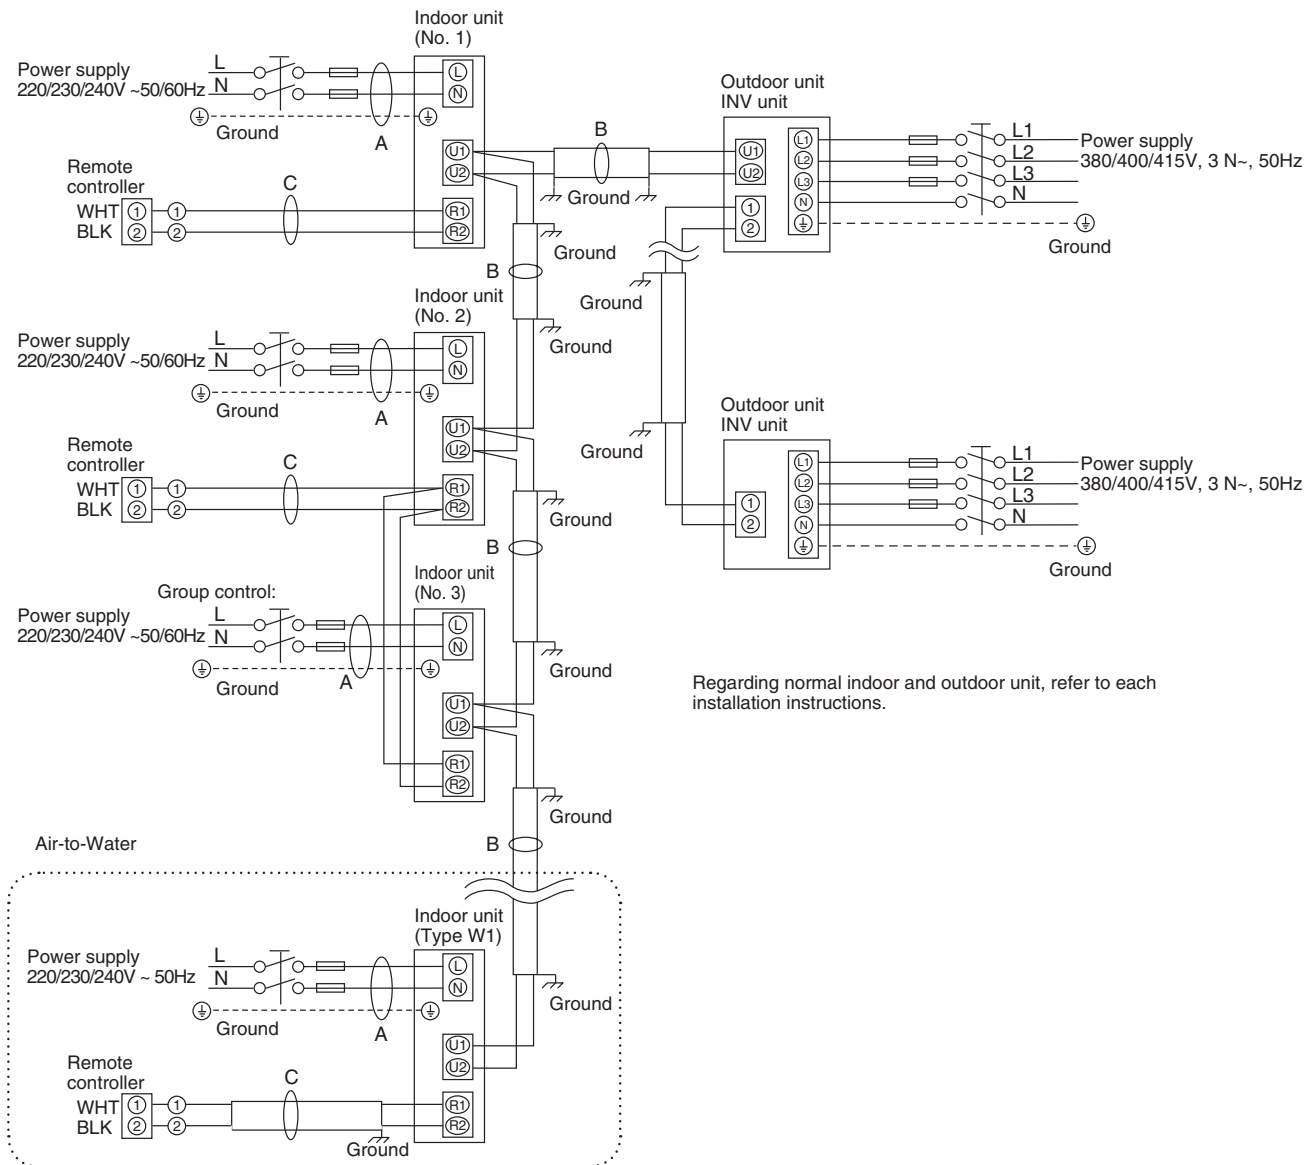 Indoor unit
(No. 1)
Power supply
220/230/240V ~50/60Hz
L
N
L
N
Ground
A
U1
U2
Remote
controller
WHT 1 1
BLK 2 2
C
R1
R2
B
Ground
Outdoor unit
INV unit
U1
U2
1
2
L1
L2
L3
N
L1
L2
L3
N
Power supply
380/400/415V, 3 N~, 50Hz
Ground
Ground
B
Ground
Ground
Ground
Indoor unit
(No. 2)
Power supply
220/230/240V ~50/60Hz
L
N
L
N
Ground
A
U1
U2
Remote
controller
WHT 1 1
BLK 2 2
C
R1
R2
Ground
B
Ground
Outdoor unit
INV unit
1
2
L1
L2
L3
N
L1
L2
L3
N
Power supply
380/400/415V, 3 N~, 50Hz
Ground
Group control:
Indoor unit
(No. 3)
Power supply
220/230/240V ~50/60Hz
L
N
L
N
Ground
A
U1
U2
R1
R2
Regarding normal indoor and outdoor unit, refer to each
installation instructions.
Ground
B
Air-to-Water
Indoor unit
(Type W1)
Power supply
220/230/240V ~ 50Hz
L
N
L
N
Ground
A
Ground
U1
U2
Remote
controller
WHT 1 1
BLK 2 2
C
Ground
R1
R2